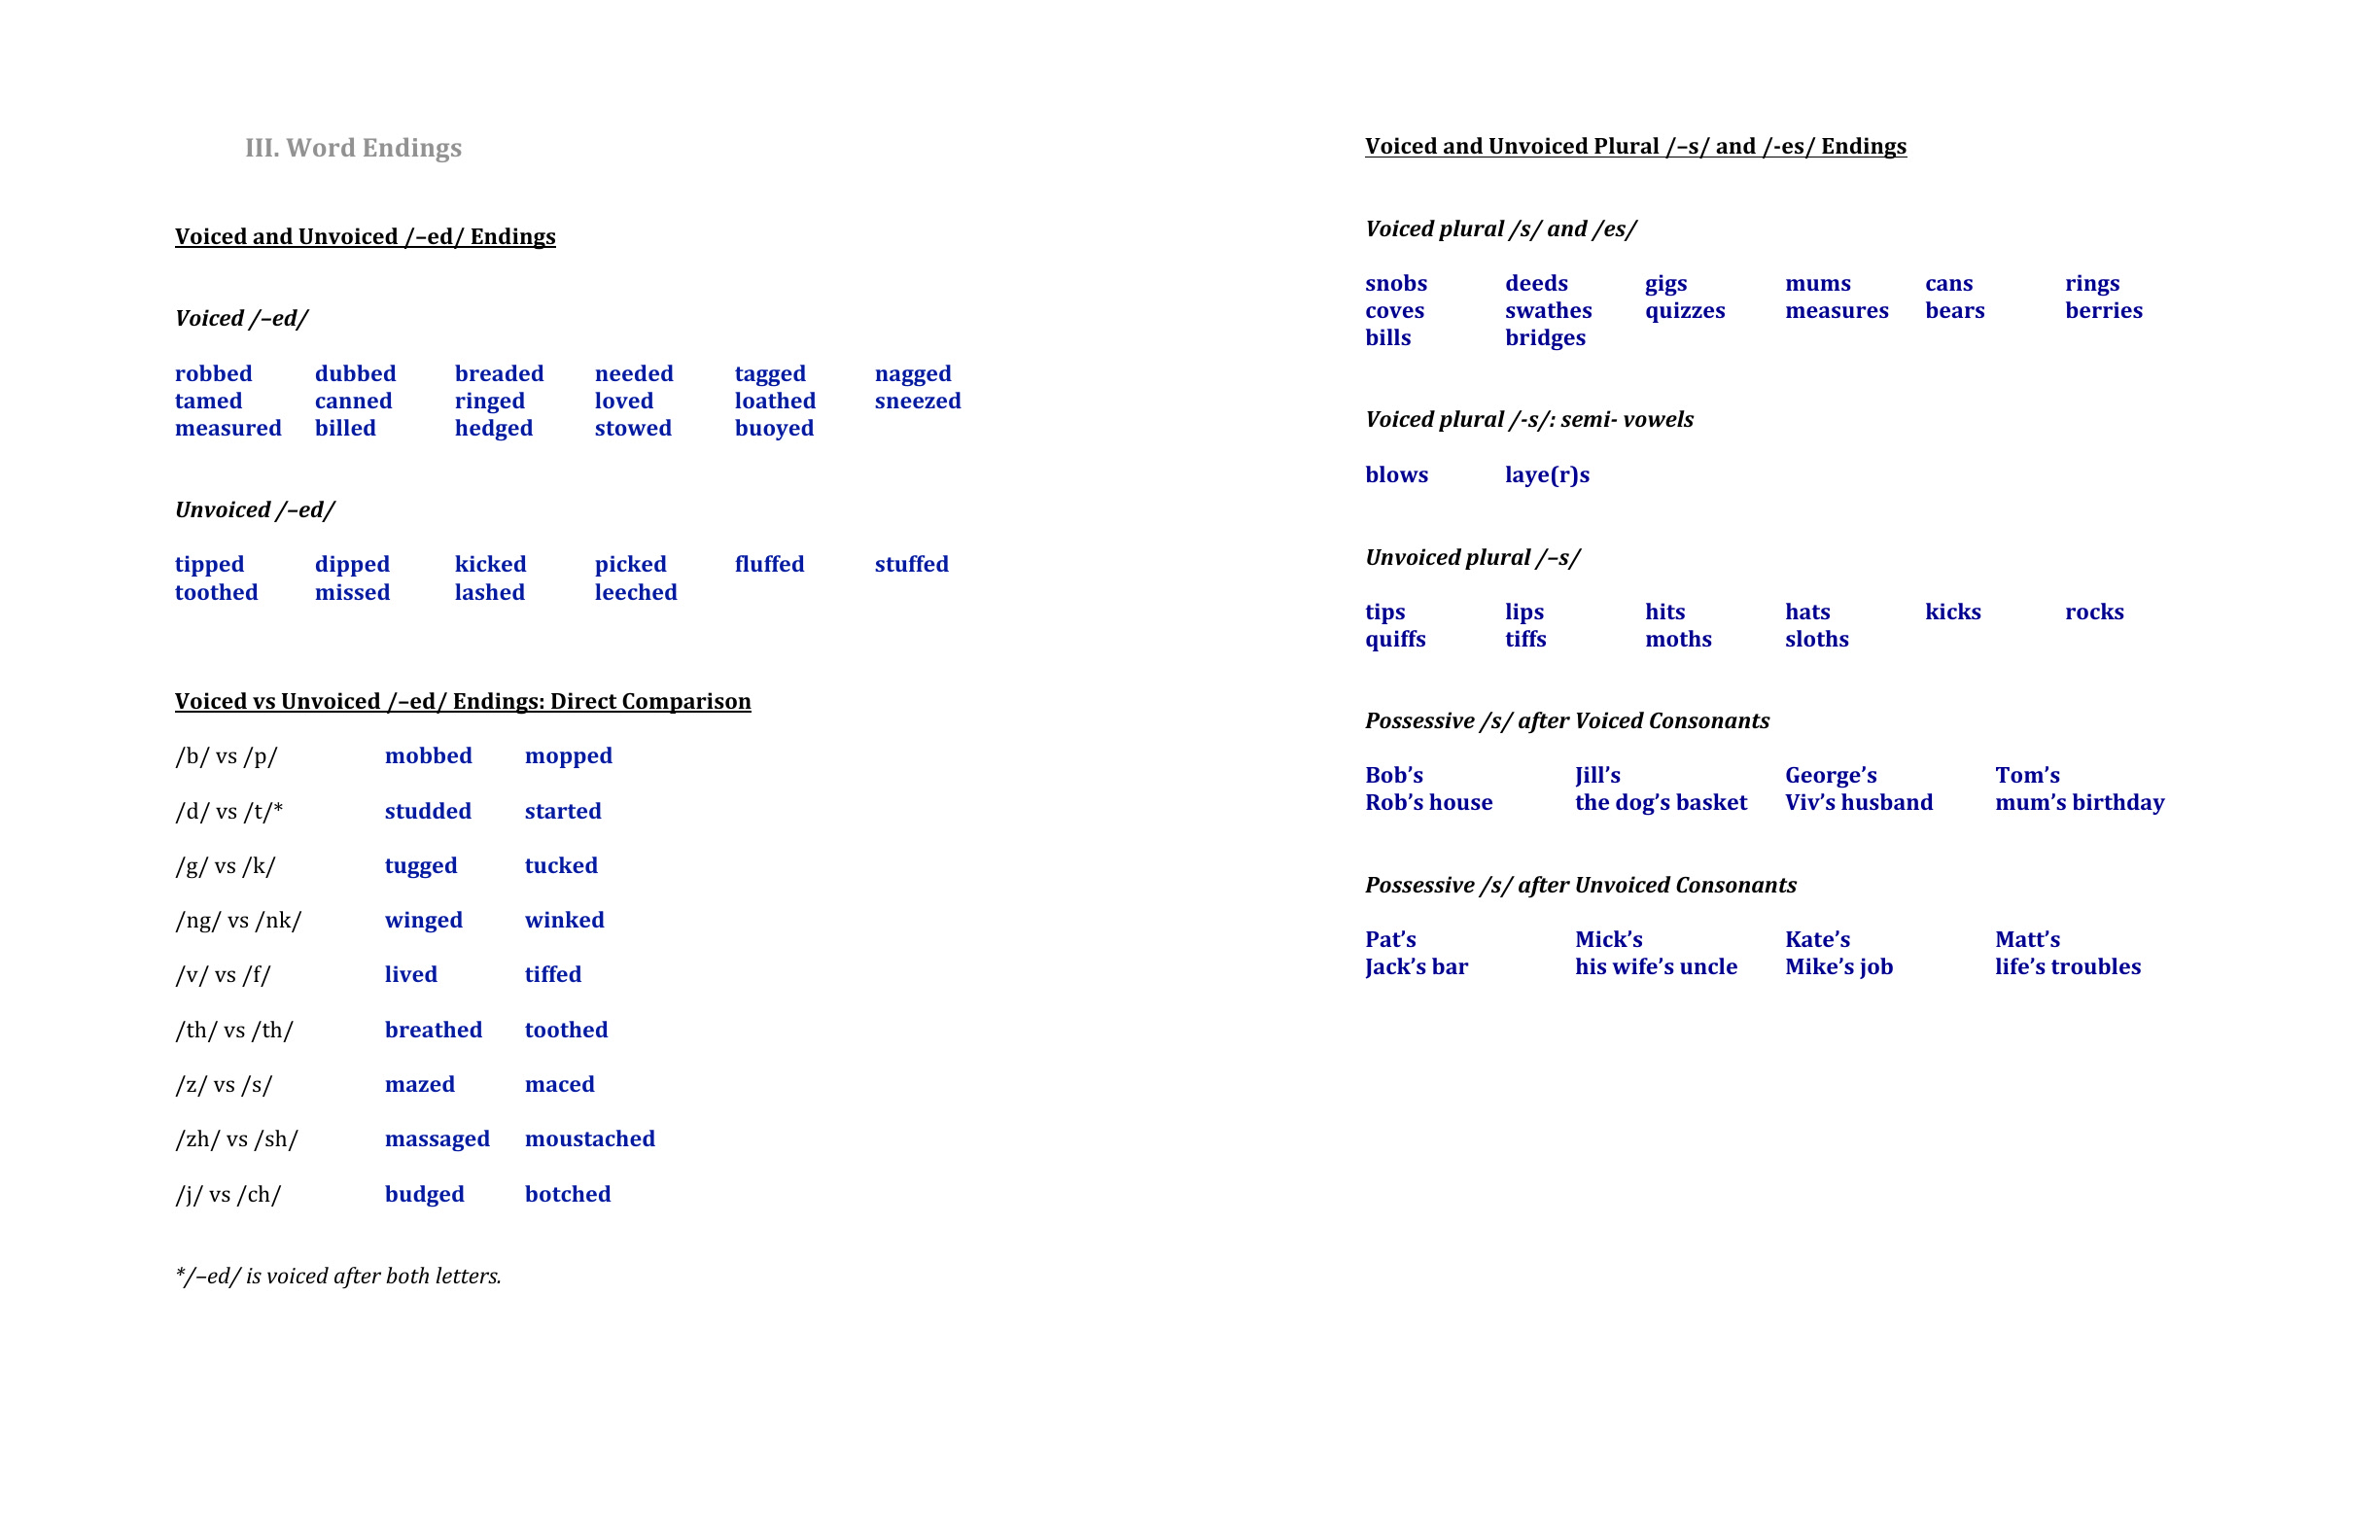 III. Word Endings
Voiced and Unvoiced /–ed/ Endings
Voiced /–ed/
robbed dubbed breaded needed tagged nagged
tamed canned ringed loved loathed sneezed
measured billed hedged stowed buoyed
Unvoiced /–ed/
tipped dipped kicked picked fluffed stuffed
toothed missed lashed leeched
Voiced vs Unvoiced /–ed/ Endings: Direct Comparison
/b/ vs /p/ mobbed mopped
/d/ vs /t/* studded started
/g/ vs /k/ tugged tucked
/ng/ vs /nk/ winged winked
/v/ vs /f/ lived tiffed
/th/ vs /th/ breathed toothed
/z/ vs /s/ mazed maced
/zh/ vs /sh/ massaged moustached
/j/ vs /ch/ budged botched
*/–ed/ is voiced after both letters.
Voiced and Unvoiced Plural /–s/ and /-es/ Endings
Voiced plural /s/ and /es/
snobs deeds gigs mums cans rings
coves swathes quizzes measures bears berries
bills bridges
Voiced plural /-s/: semi- vowels
blows laye(r)s
Unvoiced plural /–s/
tips lips hits hats kicks rocks
quiffs tiffs moths sloths
Possessive /s/ after Voiced Consonants
Bob’s Jill’s George’s Tom’s
Rob’s house the dog’s basket Viv’s husband mum’s birthday
Possessive /s/ after Unvoiced Consonants
Pat’s Mick’s Kate’s Matt’s
Jack’s bar his wife’s uncle Mike’s job life’s troubles